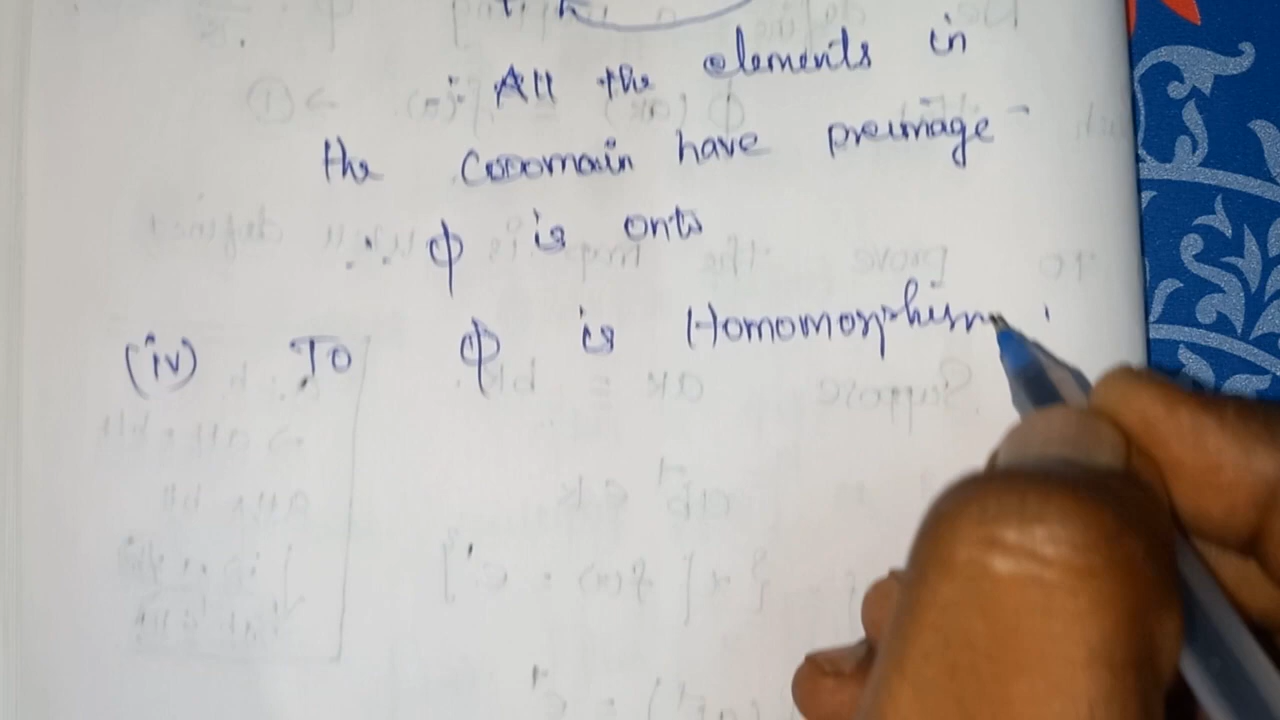 ∴ All the elements in
the codomain have preimage
∴ ϕ is onto
(iv) To ϕ is Homomorphism.